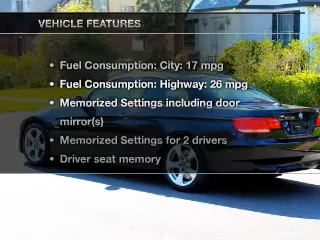 VEHICLE FEATURES
• Fuel Consumption: City: 17 mpg
• Fuel Consumption: Highway: 26 mpg
• Memorized Settings including door
mirror(s)
• Memorized Settings for 2 drivers
• Driver seat memory